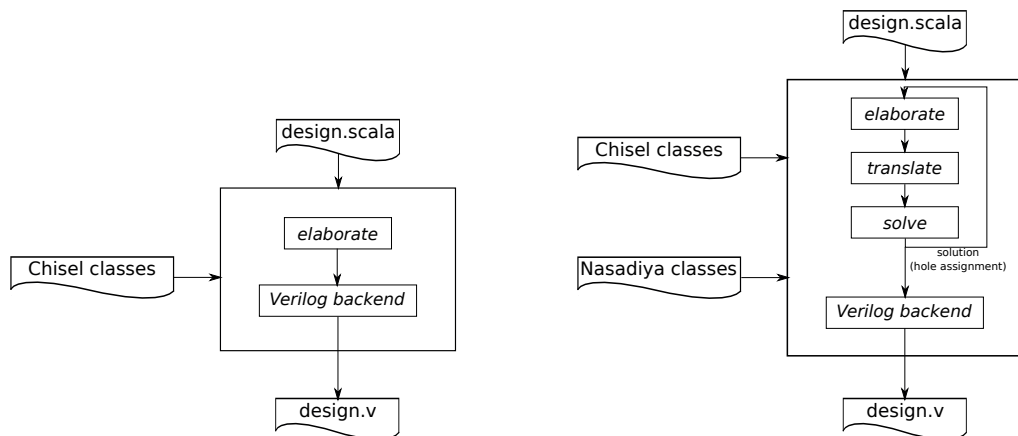 design.scala
elaborate
Chisel classes
Verilog backend
design.v
design.scala
elaborate
Chisel classes
translate
solve
solution
(hole assignment)
Nasadiya classes
Verilog backend
design.v